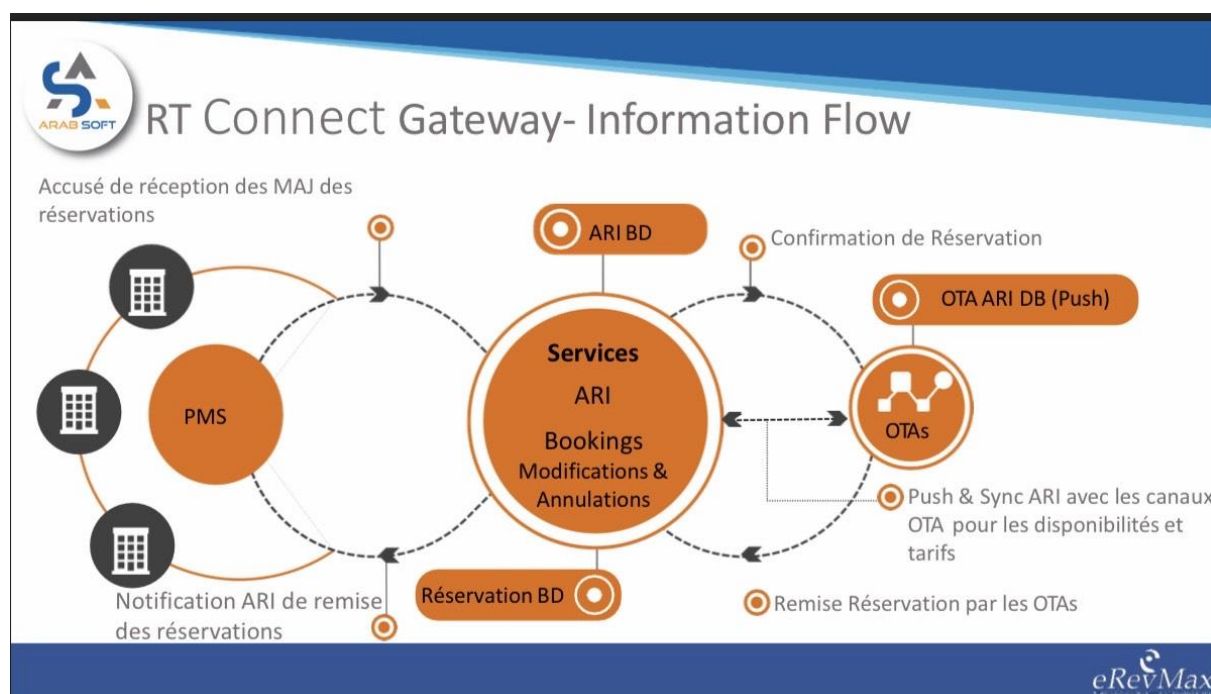 ARAB SOFT
RT Connect Gateway- Information Flow
Accusé de réception des MAJ des
réservations
ARI BD
Confirmation de Réservation
OTA ARI DB (Push)
Services
ARI
Bookings
Modifications &
Annulations
PMS
OTAs
Push & Sync ARI avec les canaux
OTA pour les disponibilités et
tarifs
Réservation BD
Notification ARI de remise
des réservations
Remise Réservation par les OTAs
eRevMax